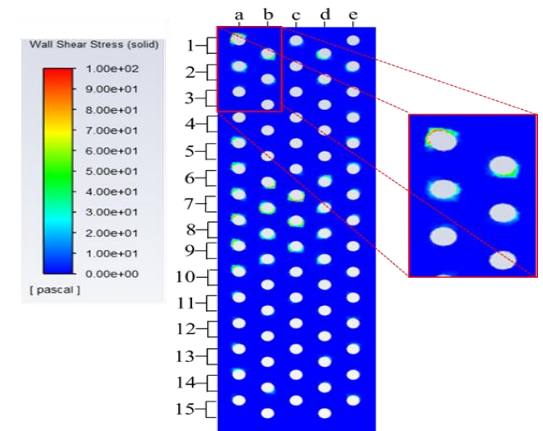 a b c d e
Wall Shear Stress (solid)
1.00e+02
9.00e+01
8.00e+01
7.00e+01
6.00e+01
5.00e+01
4.00e+01
3.00e+01
2.00e+01
1.00e+01
0.00e+00
[ pascal ]
1
2
3
4
5
6
7
8
9
10
11
12
13
14
15